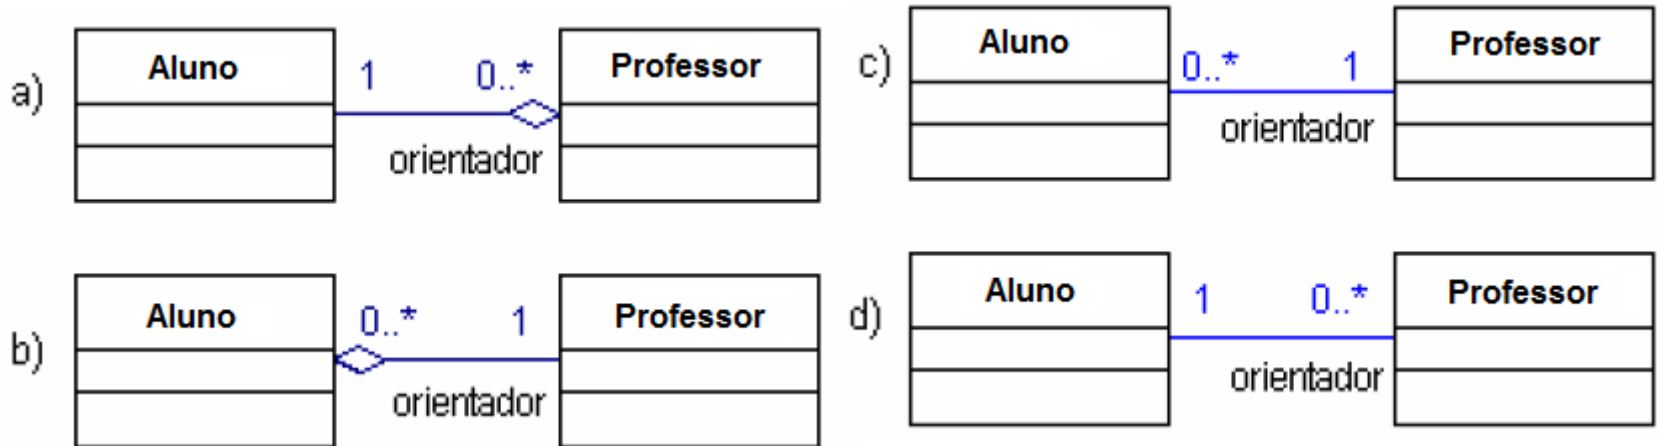 a)
Aluno
1
0..*
Professor
orientador
b)
Aluno
0..*
1
Professor
orientador
c)
Aluno
0..*
1
Professor
orientador
d)
Aluno
1
0..*
Professor
orientador